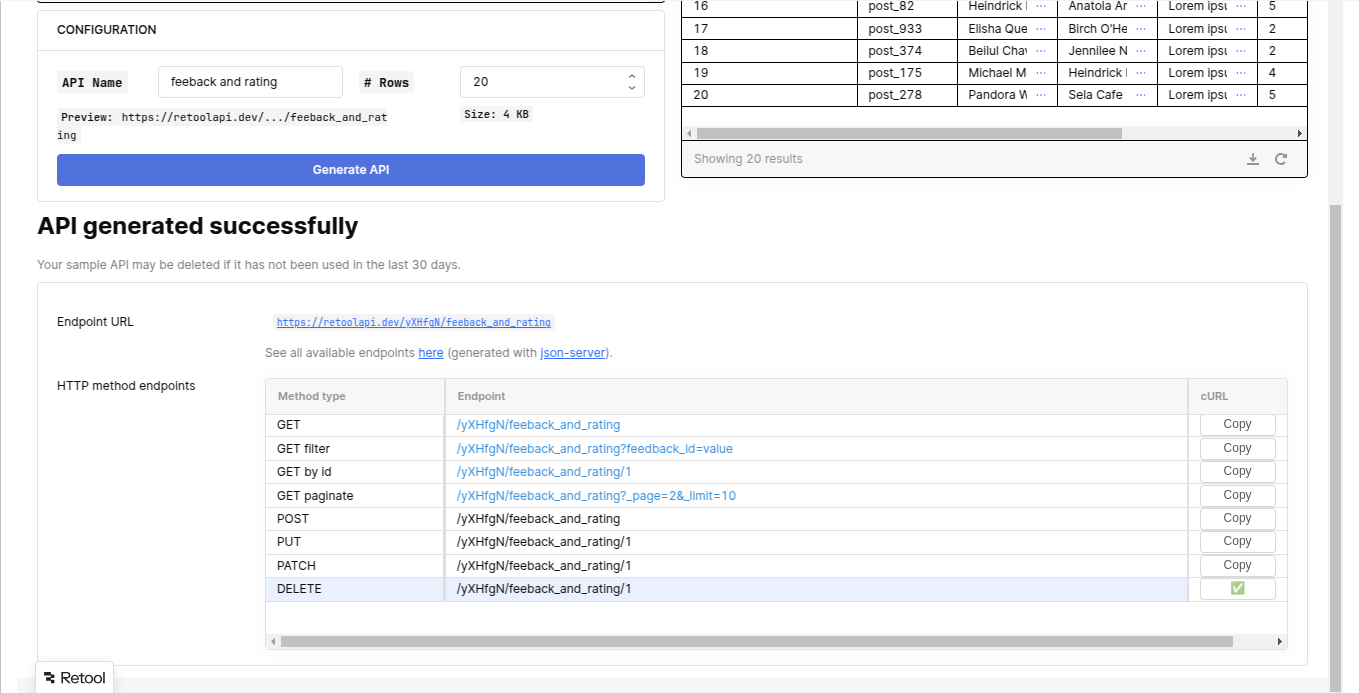 CONFIGURATION
API Name feeback and rating # Rows 20
Preview: https://retoolapi.dev/.../feeback_and_rat
ing
Size: 4 KB
Generate API
16 post_82 Heindrick ··· Anatola Ar ··· Lorem ipsu ··· 5
17 post_933 Elisha Que ··· Birch O'He ··· Lorem ipsu ··· 2
18 post_374 Beilul Chav ··· Jennilee N ··· Lorem ipsu ··· 2
19 post_175 Michael M ··· Heindrick ··· Lorem ipsu ··· 4
20 post_278 Pandora W ··· Sela Cafe ··· Lorem ipsu ··· 5
Showing 20 results
API generated successfully
Your sample API may be deleted if it has not been used in the last 30 days.
Endpoint URL https://retoolapi.dev/yXHfgN/feeback_and_rating
See all available endpoints here (generated with json-server).
HTTP method endpoints
Method type Endpoint cURL
GET /yXHfgN/feeback_and_rating Copy
GET filter /yXHfgN/feeback_and_rating?feedback_id=value Copy
GET by id /yXHfgN/feeback_and_rating/1 Copy
GET paginate /yXHfgN/feeback_and_rating?_page=2&_limit=10 Copy
POST /yXHfgN/feeback_and_rating Copy
PUT /yXHfgN/feeback_and_rating/1 Copy
PATCH /yXHfgN/feeback_and_rating/1 Copy
DELETE /yXHfgN/feeback_and_rating/1 ✅
Retool